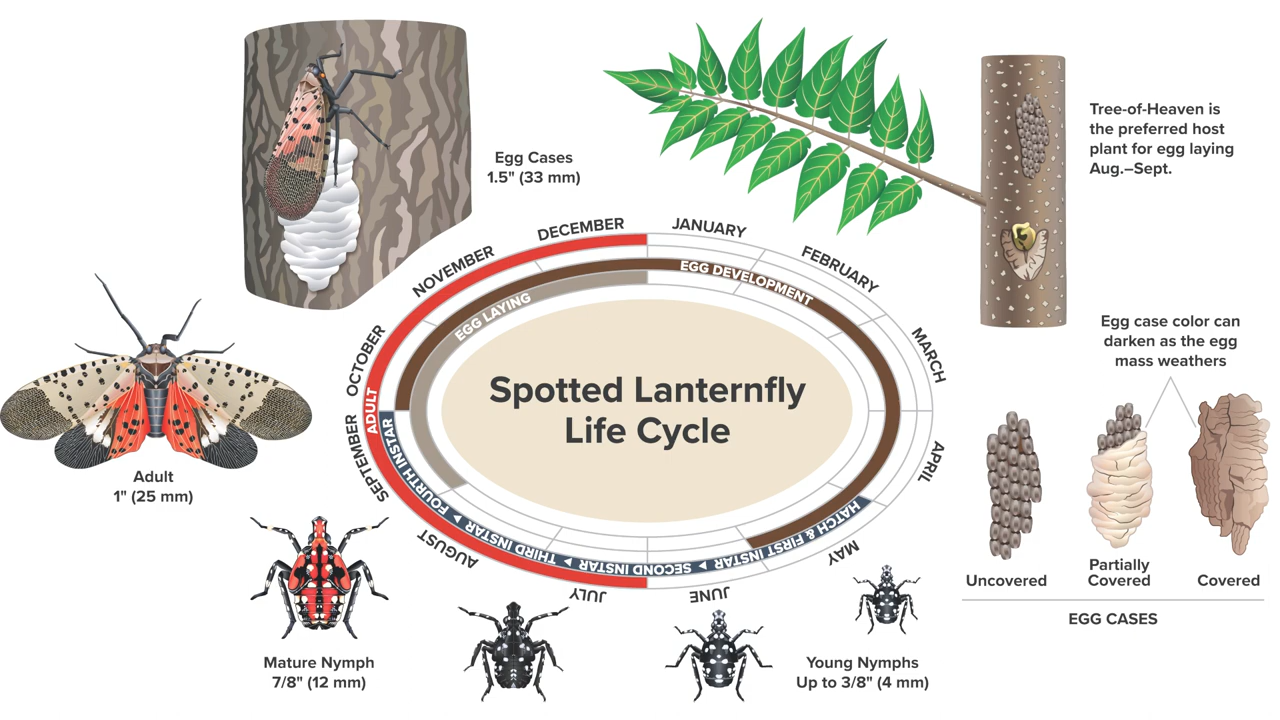 Egg Cases
1.5" (33 mm)
Tree-of-Heaven is
the preferred host
plant for egg laying
Aug.–Sept.
Egg case color can
darken as the egg
mass weathers
JANUARY
FEBRUARY
MARCH
APRIL
MAY
JUNE
JULY
AUGUST
SEPTEMBER
OCTOBER
NOVEMBER
DECEMBER
EGG DEVELOPMENT
EGG LAYING
ADULT
HATCH & FIRST INSTAR ▸ SECOND INSTAR ▸ THIRD INSTAR ▸ FOURTH INSTAR
Spotted Lanternfly
Life Cycle
Adult
1" (25 mm)
Mature Nymph
7/8" (12 mm)
Young Nymphs
Up to 3/8" (4 mm)
Uncovered
Partially
Covered
Covered
EGG CASES